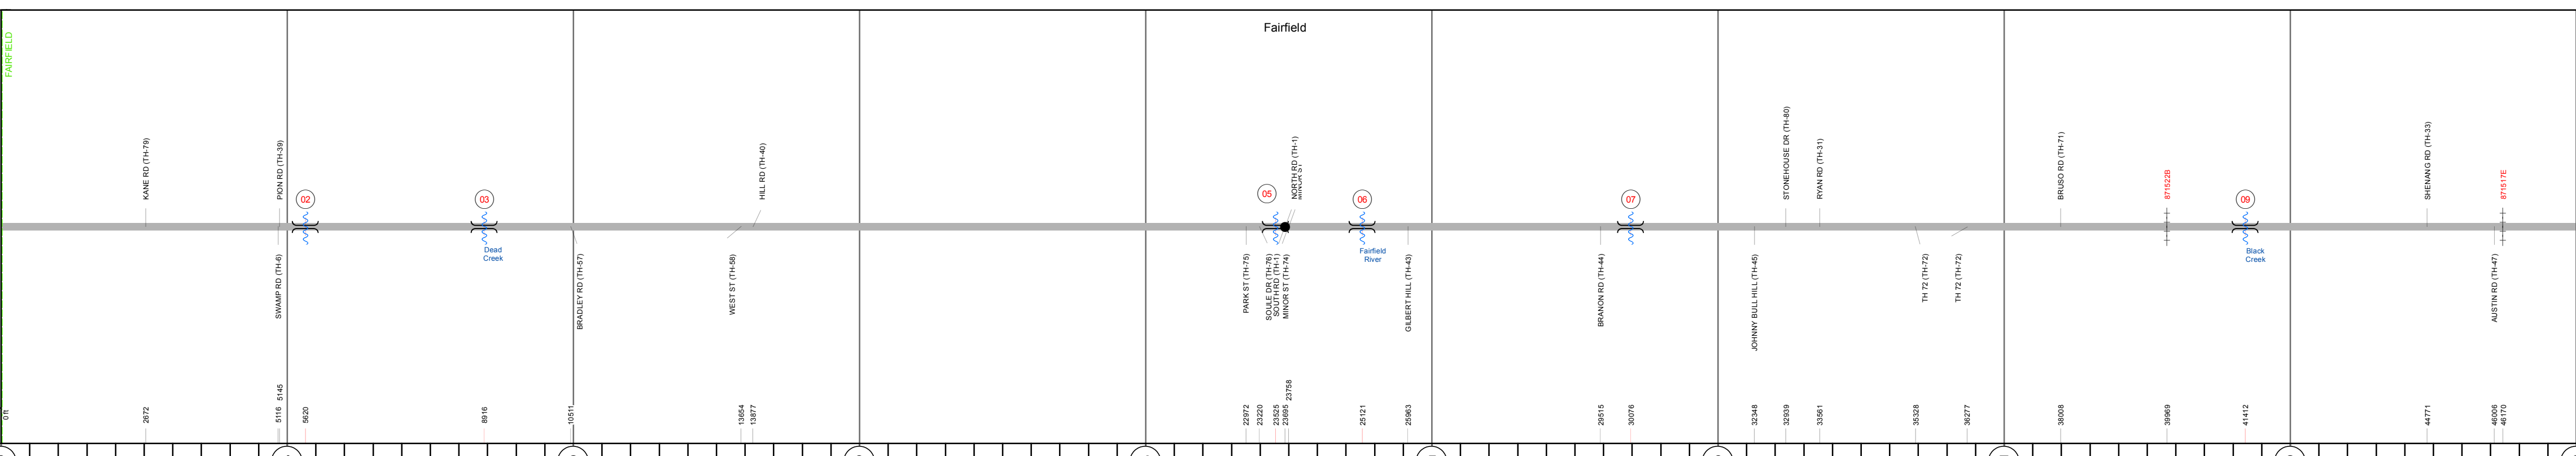 Fairfield
FAIRFIELD
KANE RD (TH-79)
PION RD (TH-39)
HILL RD (TH-40)
NORTH RD (TH-1)
STONEHOUSE DR (TH-80)
RYAN RD (TH-31)
BRUSO RD (TH-71)
871522B
SHENANG RD (TH-33)
871517E
02
03
05
06
07
09
Dead
Creek
Fairfield
River
Black
Creek
SWAMP RD (TH-6)
BRADLEY RD (TH-57)
WEST ST (TH-58)
PARK ST (TH-75)
SOULE DR (TH-76)
SOUTH RD (TH-1)
MINOR ST (TH-74)
GILBERT HILL (TH-43)
BRANON RD (TH-44)
JOHNNY BULL HILL (TH-45)
TH 72 (TH-72)
TH 72 (TH-72)
AUSTIN RD (TH-47)
0 ft
2672
5116
5145
5620
8916
10511
13654
13877
22972
23220
23525
23695
23758
25121
25963
29515
30076
32348
32939
33561
35328
36277
38008
39969
41412
44771
46006
46170